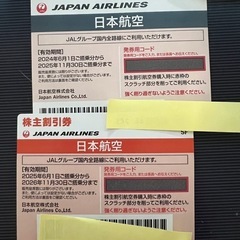 JAPAN AIRLINES
日本航空
JALグループ国内全路線にご利用いただけます。
[有効期間]
2024年6月1日ご搭乗分から
2025年11月30日ご搭乗分まで
日本航空株式会社
Japan Airlines Co.,Ltd.
発券用コード
株主割引券
JAPAN AIRLINES
日本航空
JALグループ国内全路線にご利用いただけます。
[有効期間]
2025年6月1日ご搭乗分から
2026年11月30日ご搭乗分まで
日本航空株式会社
Japan Airlines Co.,Ltd.
発券用コード